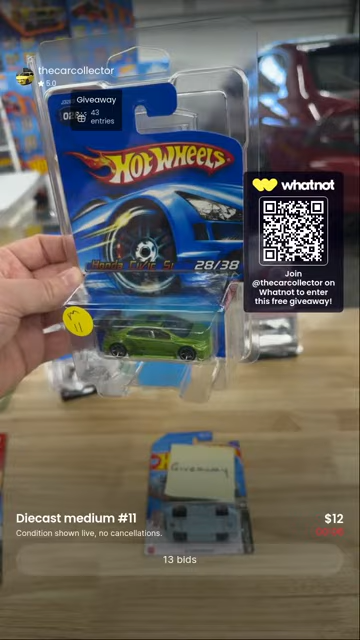 thecarcollector
5.0
Giveaway
43
entries
HOT WHEELS
whatnot
Honda Civic Si
28/38
Join
@thecarcollector on
Whatnot to enter
this free giveaway!
11
Giveaway
Diecast medium #11
$12
Condition shown live, no cancellations.
13 bids